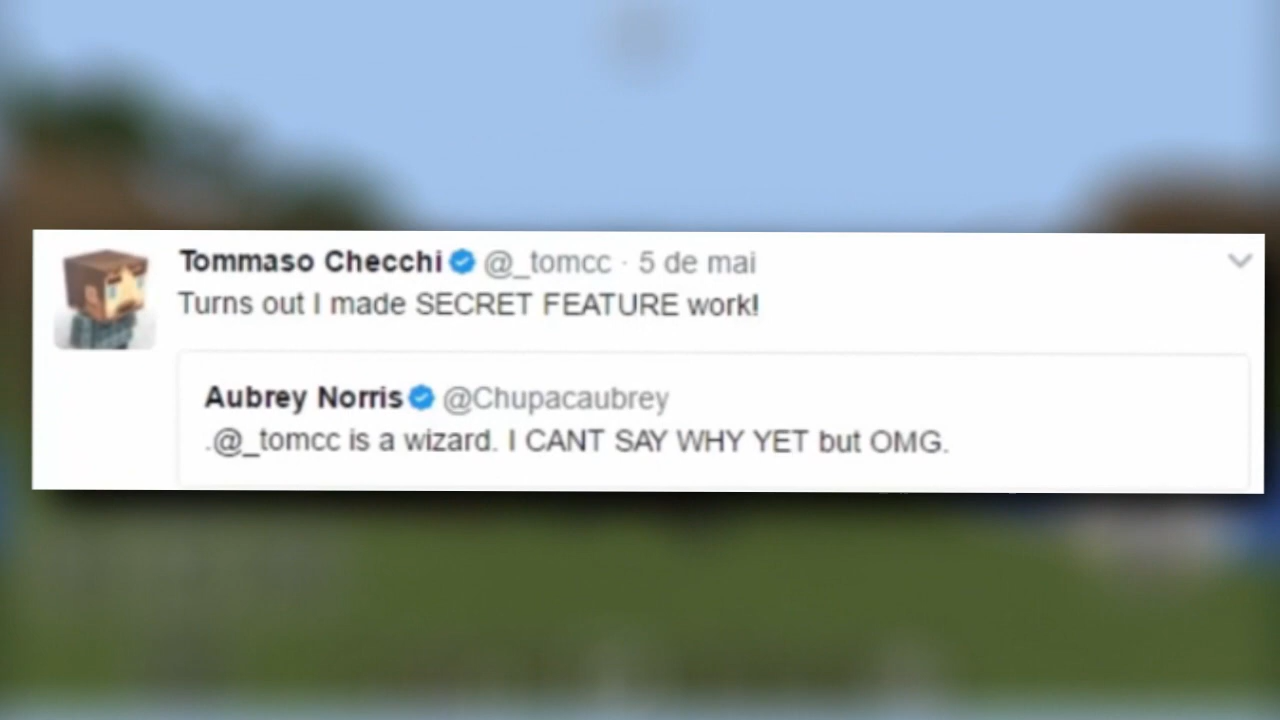 Tommaso Checchi @_tomcc · 5 de mai
Turns out I made SECRET FEATURE work!
Aubrey Norris @Chupacaubrey
.@_tomcc is a wizard. I CANT SAY WHY YET but OMG.